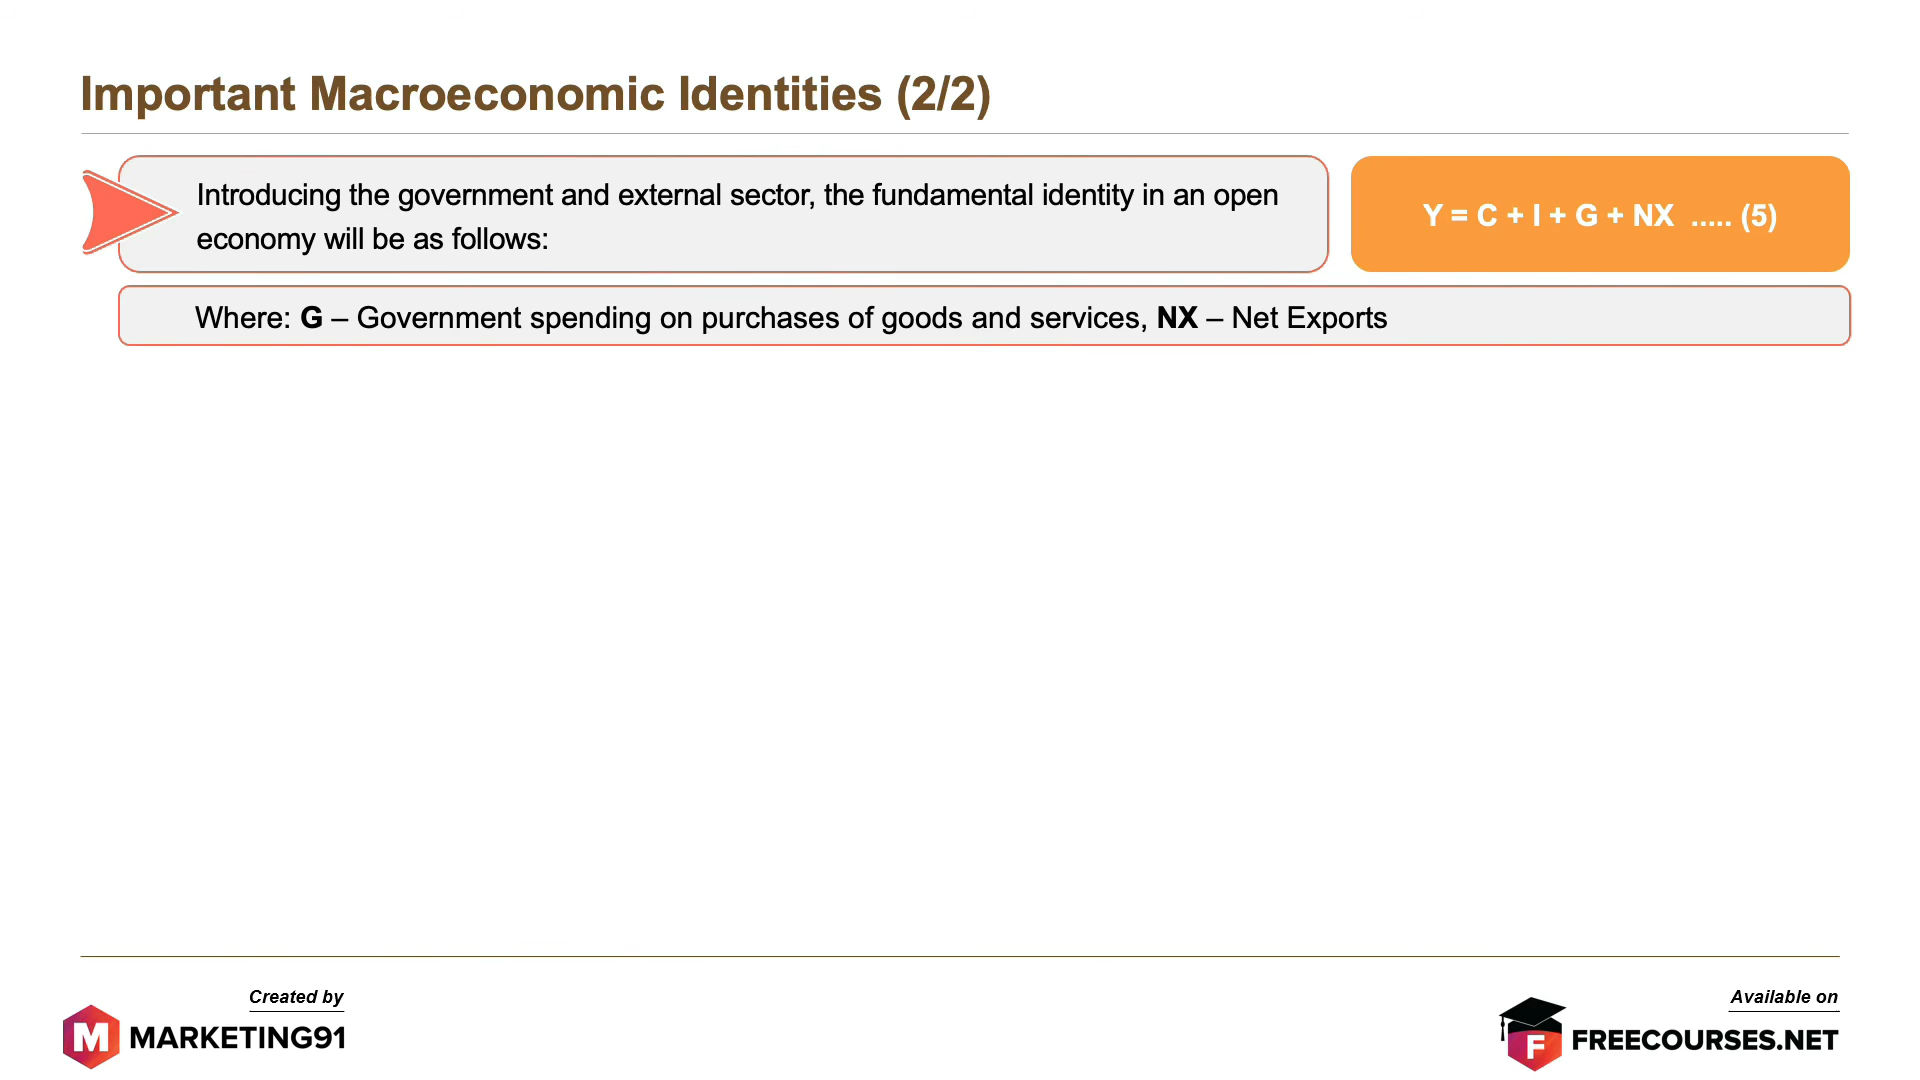 Important Macroeconomic Identities (2/2)
Introducing the government and external sector, the fundamental identity in an open
economy will be as follows:
Y = C + I + G + NX ..... (5)
Where: G – Government spending on purchases of goods and services, NX – Net Exports
Created by
M MARKETING91
Available on
F FREECOURSES.NET